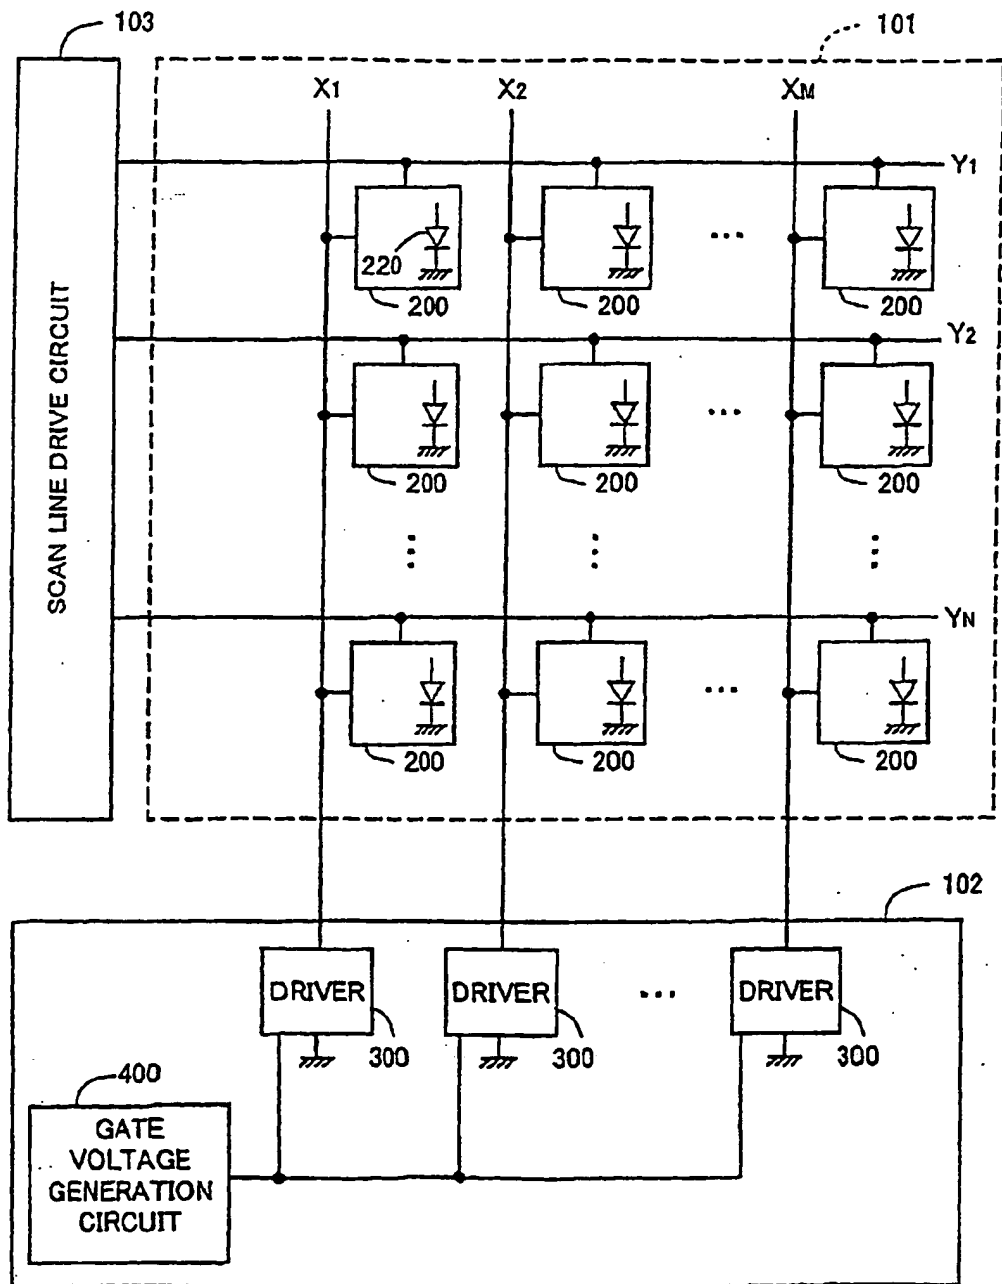 103
101
X1 X2 XM
Y1
220
200 200 ... 200
Y2
200 200 ... 200
SCAN LINE DRIVE CIRCUIT
YN
200 200 ... 200
102
DRIVER DRIVER ... DRIVER
300 300 300
400
GATE
VOLTAGE
GENERATION
CIRCUIT